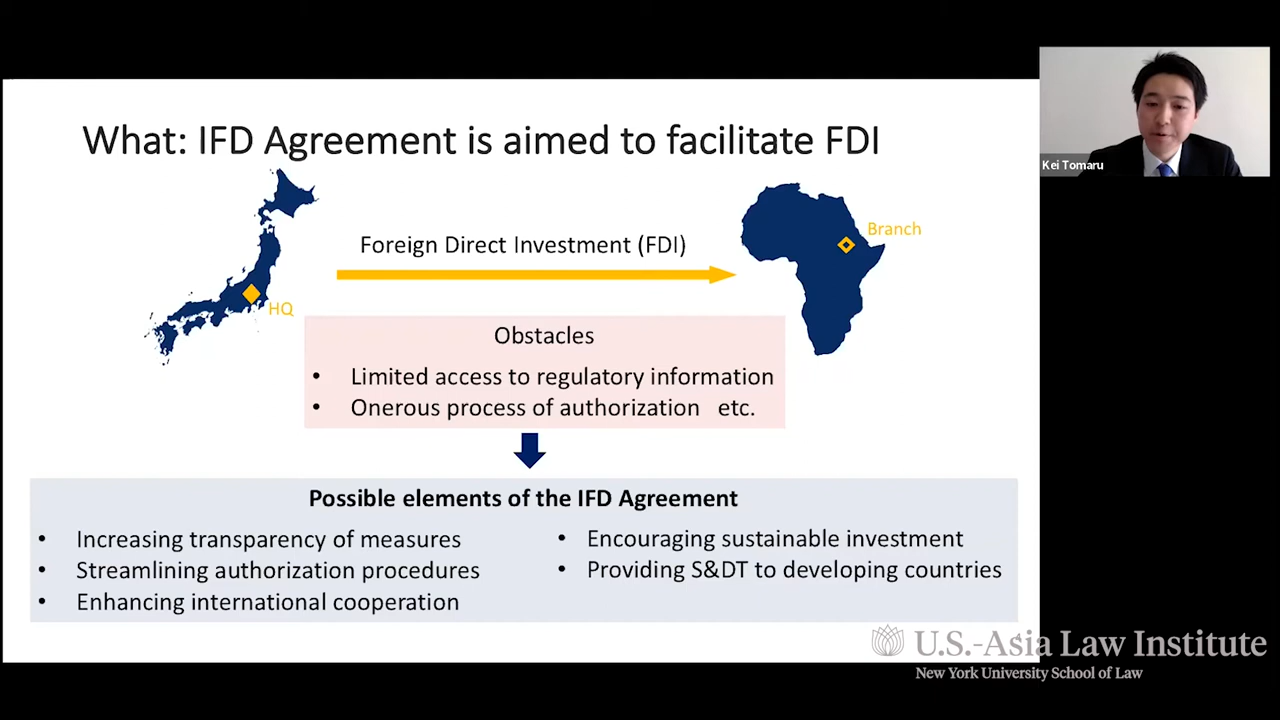 What: IFD Agreement is aimed to facilitate FDI
Kei Tomaru
Foreign Direct Investment (FDI)
Branch
HQ
Obstacles
• Limited access to regulatory information
• Onerous process of authorization etc.
Possible elements of the IFD Agreement
• Increasing transparency of measures
• Streamlining authorization procedures
• Enhancing international cooperation
• Encouraging sustainable investment
• Providing S&DT to developing countries
U.S.-Asia Law Institute
New York University School of Law